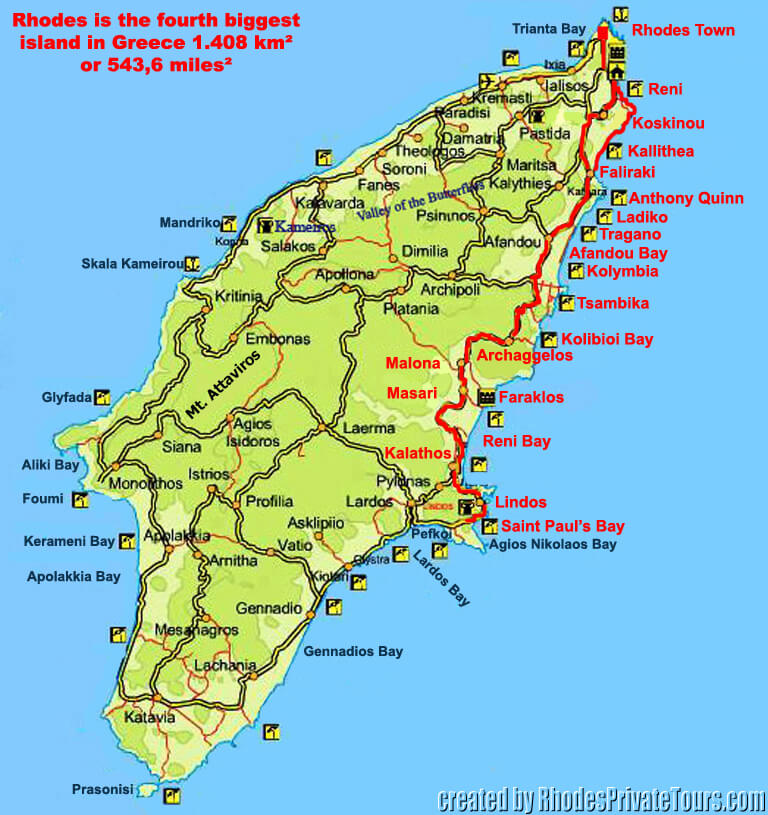 Rhodes is the fourth biggest
island in Greece 1.408 km²
or 543,6 miles²
Trianta Bay
Rhodes Town
Ixia
Ialisos
Reni
Kremasti
Paradisi
Koskinou
Damatria
Pastida
Kallithea
Theologos
Maritsa
Faliraki
Soroni
Fanes
Kalythies
Kalavarda
Valley of the Butterflies
Anthony Quinn
Mandriko
Kameiros
Psinthos
Ladiko
Salakos
Afandou
Tragano
Dimilia
Afandou Bay
Skala Kameirou
Kolymbia
Apollona
Archipoli
Kritinia
Platania
Tsambika
Embonas
Kolibioi Bay
Archaggelos
Malona
Mt. Attaviros
Masari
Faraklos
Glyfada
Agios
Isidoros
Laerma
Reni Bay
Siana
Kalathos
Aliki Bay
Monolithos
Istrios
Pylonas
Foumi
Profilia
Lardos
LINDOS
Lindos
Asklipiio
Saint Paul's Bay
Kerameni Bay
Apolakkia
Pefkoi
Agios Nikolaos Bay
Vatio
Arnitha
Glystra
Lardos Bay
Apolakkia Bay
Kiotari
Gennadio
Mesanagros
Gennadios Bay
Lachania
Katavia
Prasonisi
created by RhodesPrivateTours.com